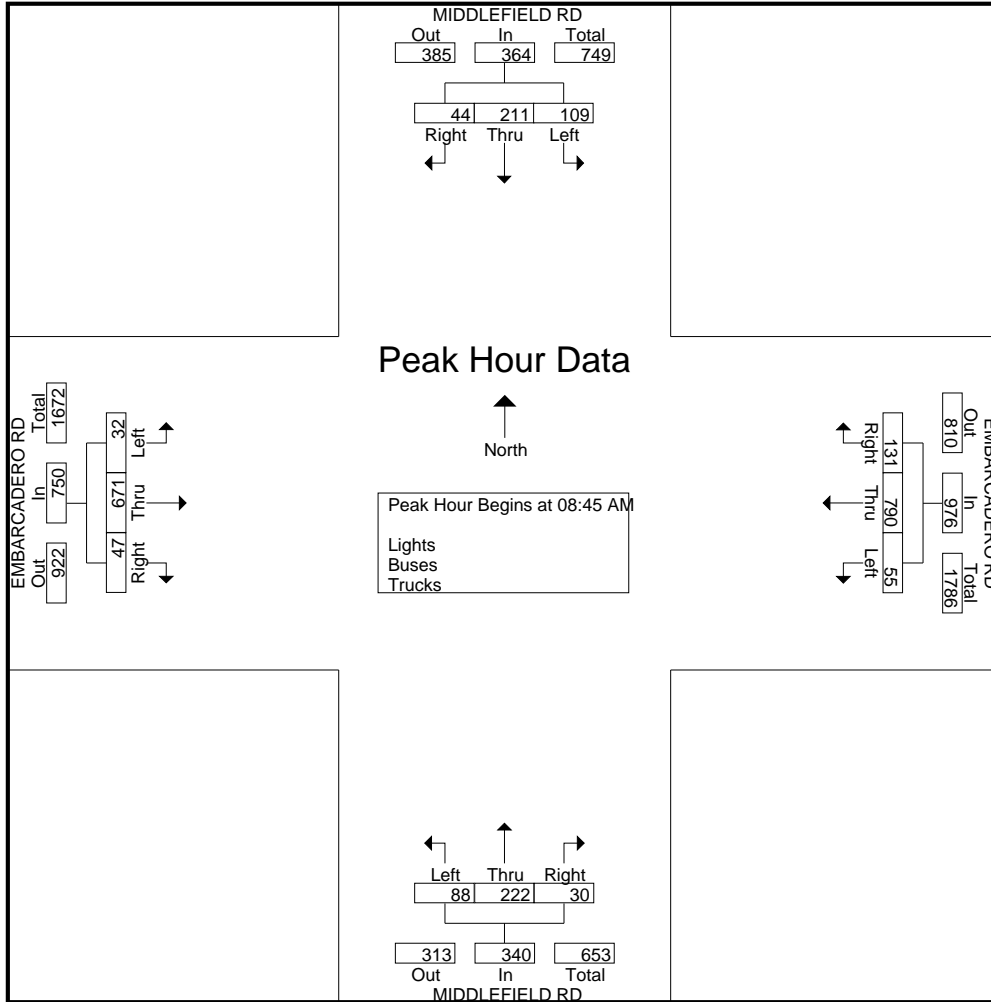 MIDDLEFIELD RD
Out In Total
385 364 749
44 211 109
Right Thru Left
Peak Hour Data
North
Peak Hour Begins at 08:45 AM
Lights
Buses
Trucks
EMBARCADERO RD
Total In Out
1672 750 922
32 671 47
Left Thru Right
Right Thru Left
131 790 55
Out In Total
810 976 1786
EMBARCADERO RD
Left Thru Right
88 222 30
313 340 653
Out In Total
MIDDLEFIELD RD